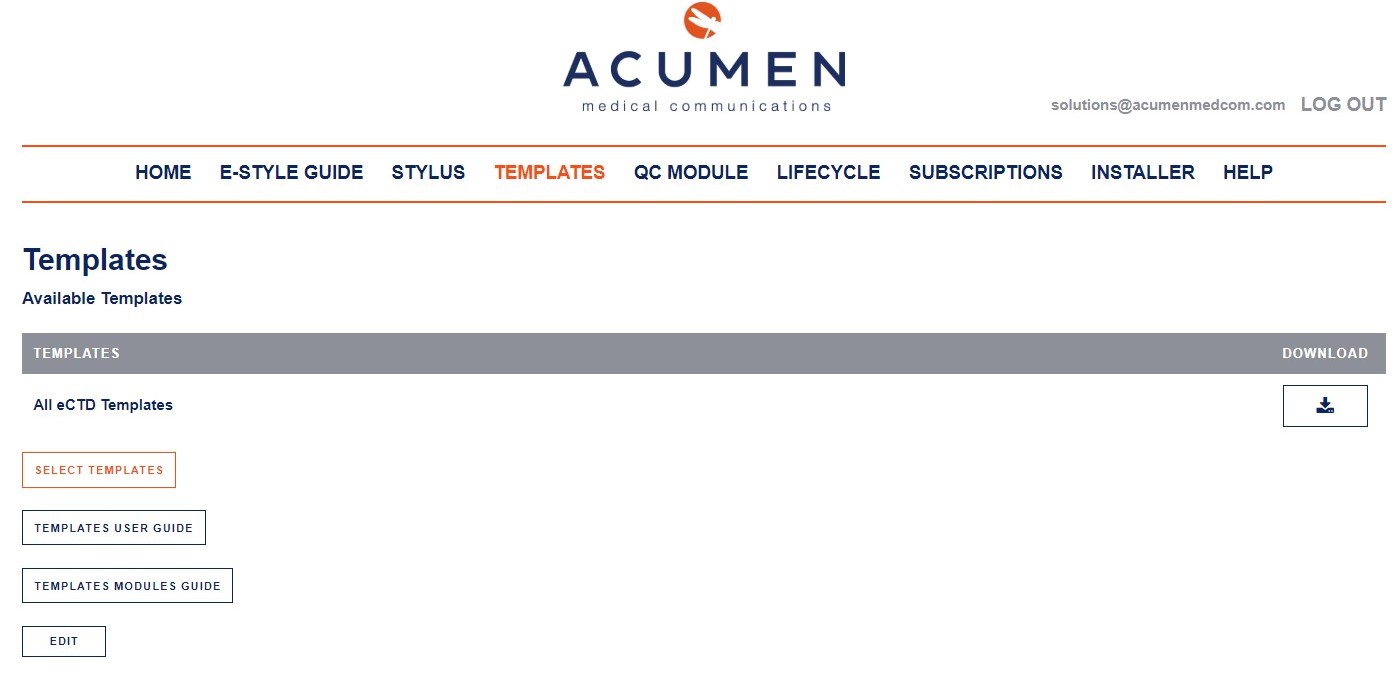 ACUMEN
medical communications
solutions@acumenmedcom.com LOG OUT
HOME E-STYLE GUIDE STYLUS TEMPLATES QC MODULE LIFECYCLE SUBSCRIPTIONS INSTALLER HELP
Templates
Available Templates
TEMPLATES DOWNLOAD
All eCTD Templates
SELECT TEMPLATES
TEMPLATES USER GUIDE
TEMPLATES MODULES GUIDE
EDIT